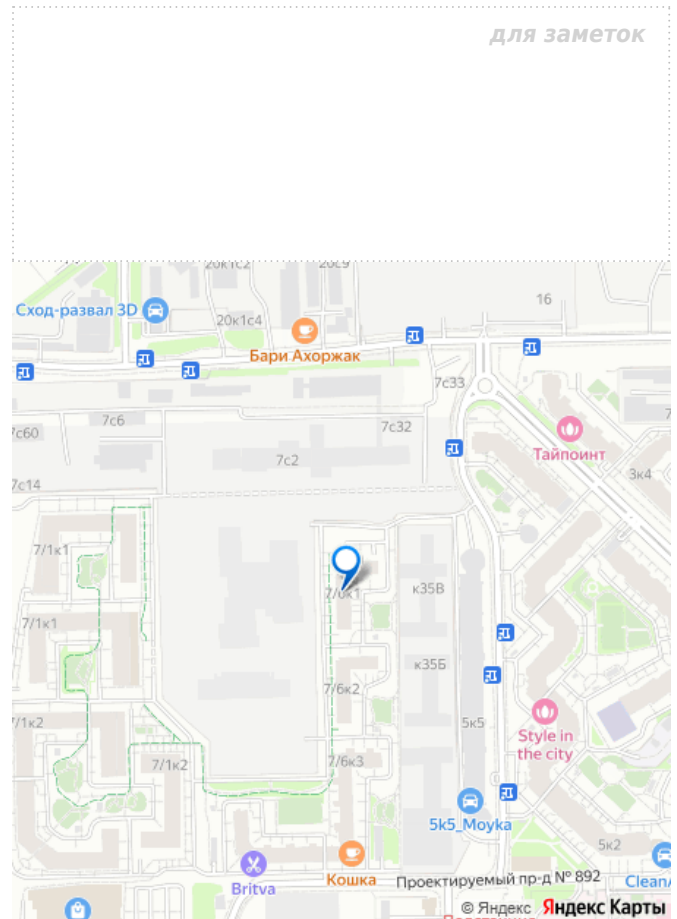 для заметок
20к1с2
20с9
16
Сход-развал 3D
20к1с4
Бари Ахоржак
7с33
7с6
7с32
7с60
Тайпоинт
7с2
3к4
7с14
7/1к1
7/6к1
к35В
7/1к1
к35Б
7/6к2
7/1к2
5к5
Style in
the city
7/1к2
7/6к3
5k5_Moyka
5к2
Britva
Кошка
Проектируемый пр-д № 892
© Яндекс Яндекс Карты